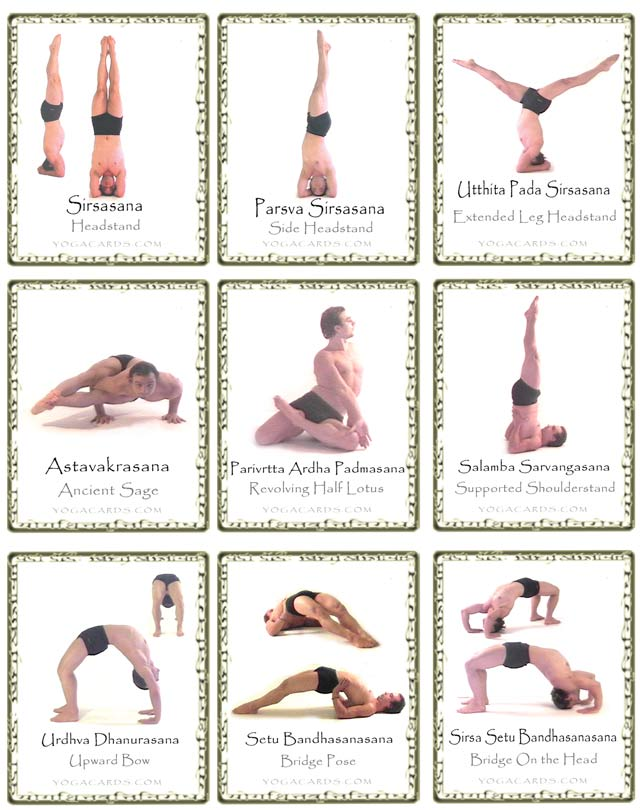 Sirsasana
Headstand
YOGACARDS.COM
Parsva Sirsasana
Side Headstand
YOGACARDS.COM
Utthita Pada Sirsasana
Extended Leg Headstand
YOGACARDS.COM
Astavakrasana
Ancient Sage
YOGACARDS.COM
Parivrtta Ardha Padmasana
Revolving Half Lotus
YOGACARDS.COM
Salamba Sarvangasana
Supported Shoulderstand
YOGACARDS.COM
Urdhva Dhanurasana
Upward Bow
YOGACARDS.COM
Setu Bandhasanasana
Bridge Pose
YOGACARDS.COM
Sirsa Setu Bandhasanasana
Bridge On the Head
YOGACARDS.COM